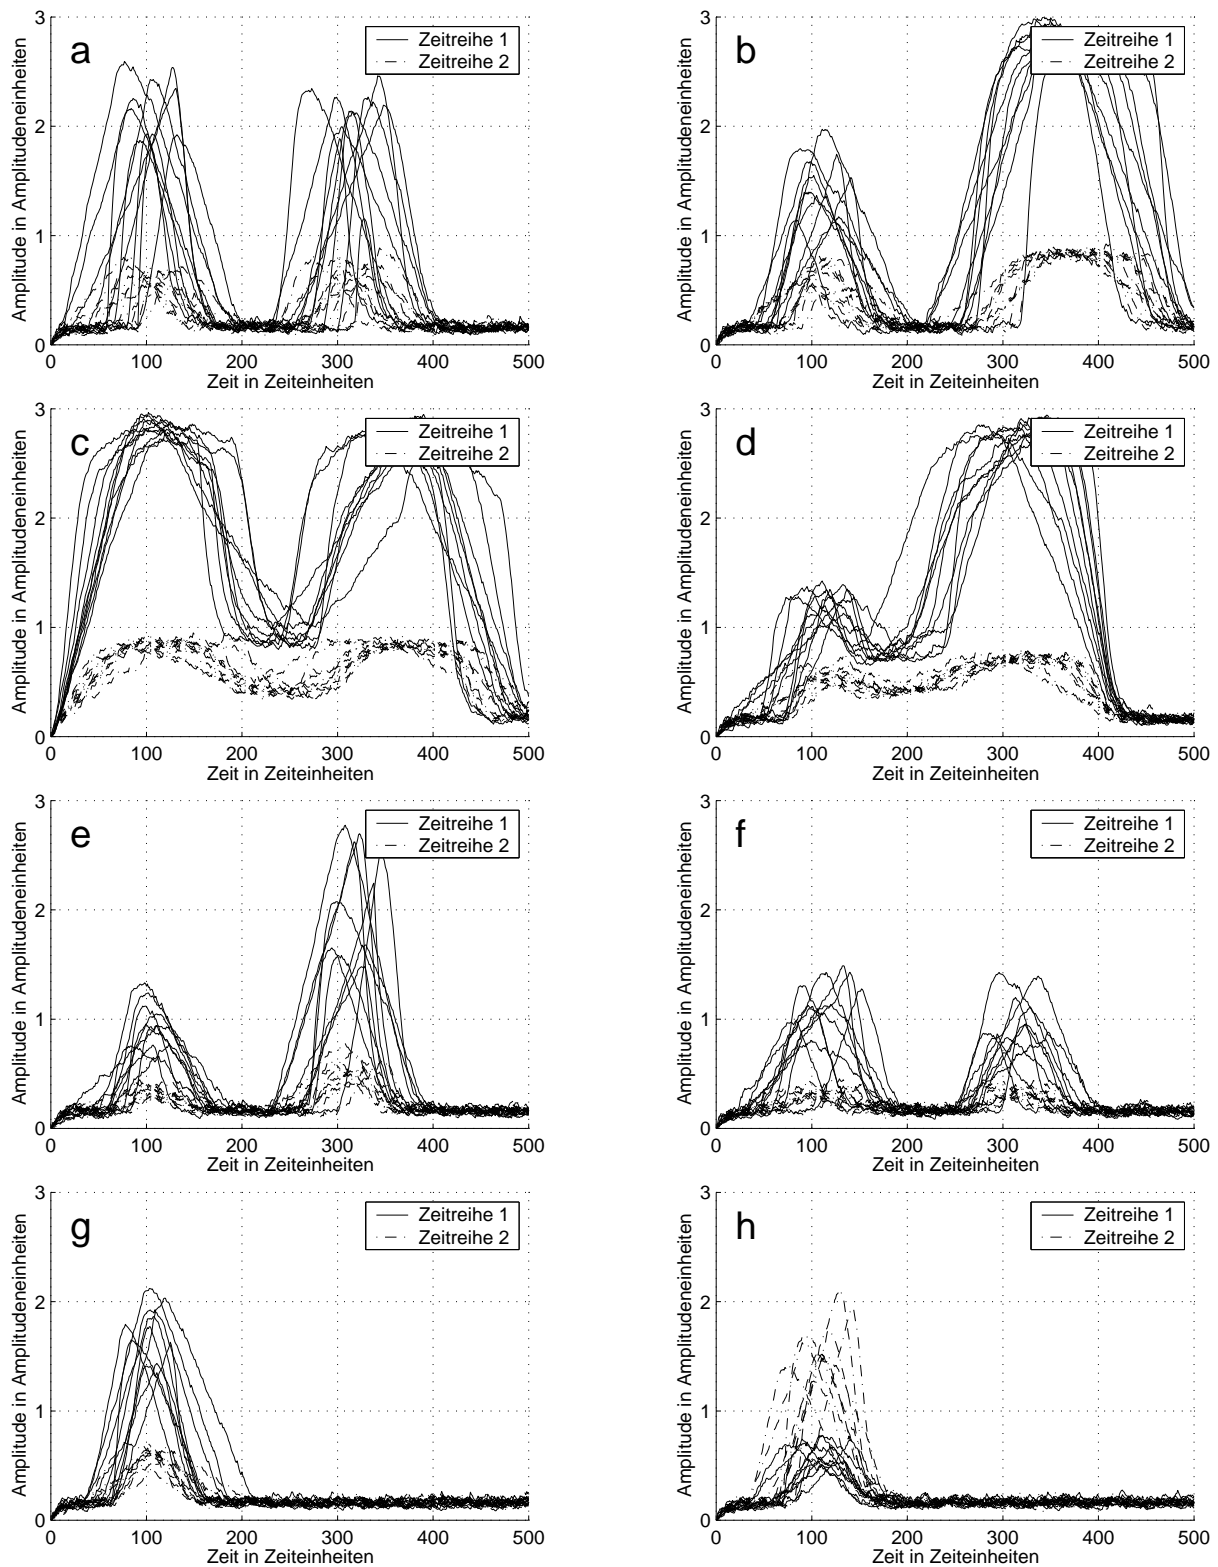 a
3
2
1
0
0 100 200 300 400 500
Amplitude in Amplitudeneinheiten
Zeit in Zeiteinheiten
Zeitreihe 1
Zeitreihe 2
b
3
2
1
0
0 100 200 300 400 500
Amplitude in Amplitudeneinheiten
Zeit in Zeiteinheiten
Zeitreihe 1
Zeitreihe 2
c
3
2
1
0
0 100 200 300 400 500
Amplitude in Amplitudeneinheiten
Zeit in Zeiteinheiten
Zeitreihe 1
Zeitreihe 2
d
3
2
1
0
0 100 200 300 400 500
Amplitude in Amplitudeneinheiten
Zeit in Zeiteinheiten
Zeitreihe 1
Zeitreihe 2
e
3
2
1
0
0 100 200 300 400 500
Amplitude in Amplitudeneinheiten
Zeit in Zeiteinheiten
Zeitreihe 1
Zeitreihe 2
f
3
2
1
0
0 100 200 300 400 500
Amplitude in Amplitudeneinheiten
Zeit in Zeiteinheiten
Zeitreihe 1
Zeitreihe 2
g
3
2
1
0
0 100 200 300 400 500
Amplitude in Amplitudeneinheiten
Zeit in Zeiteinheiten
Zeitreihe 1
Zeitreihe 2
h
3
2
1
0
0 100 200 300 400 500
Amplitude in Amplitudeneinheiten
Zeit in Zeiteinheiten
Zeitreihe 1
Zeitreihe 2